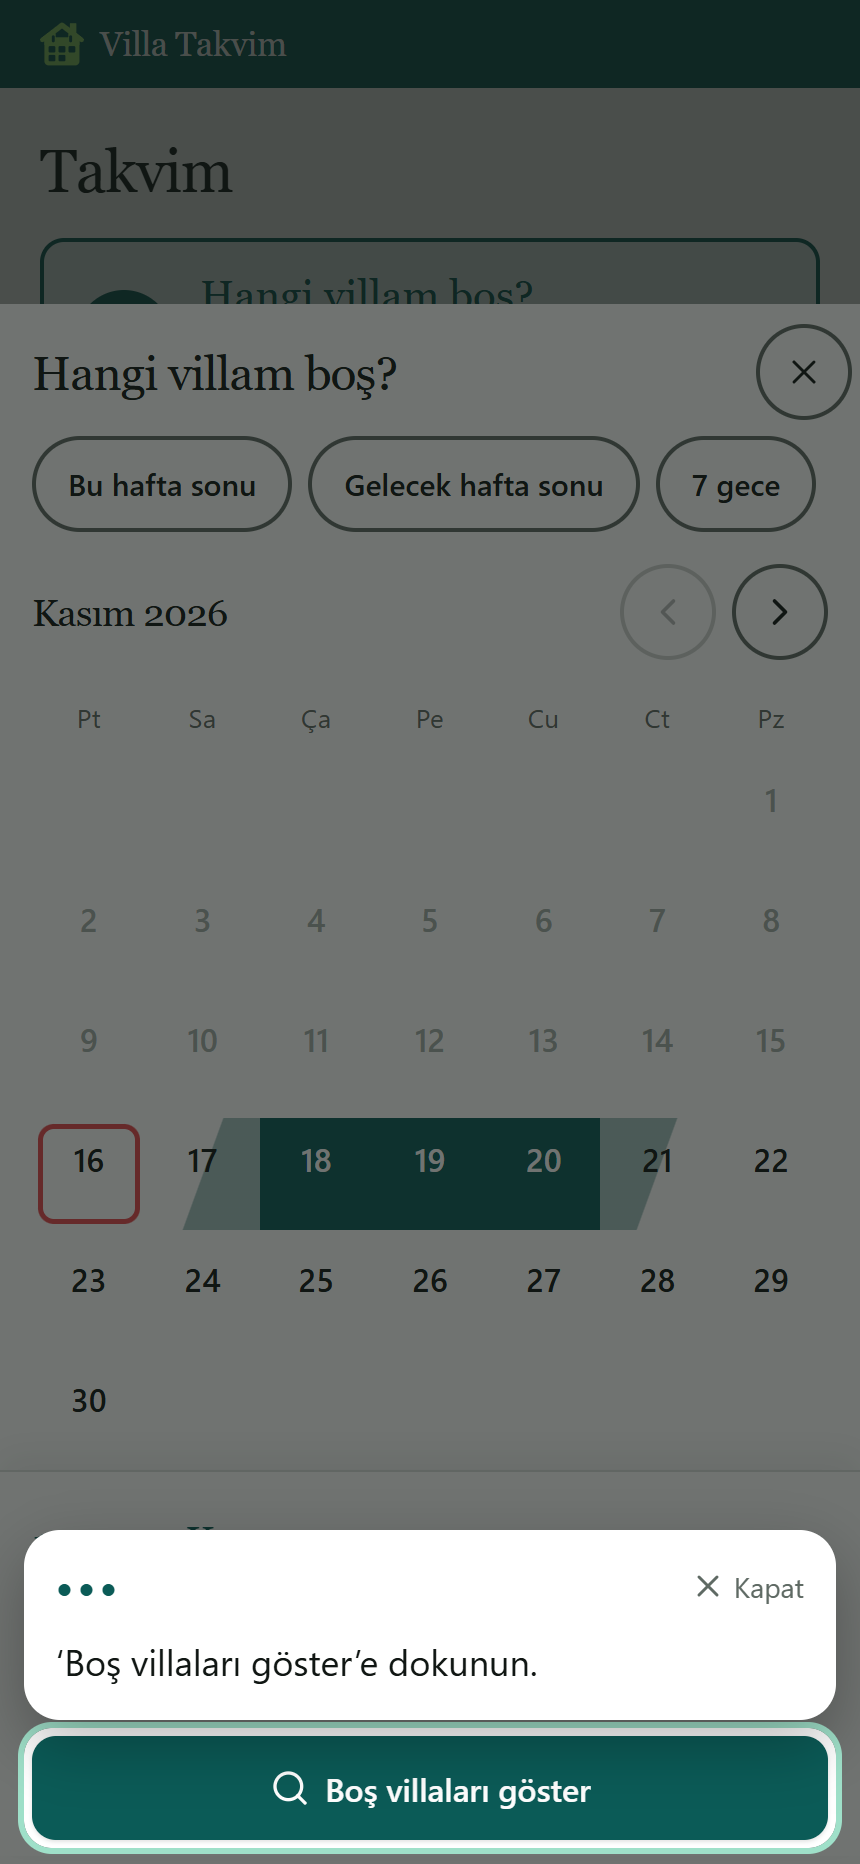 Villa Takvim
Takvim
Hangi villam boş?
Hangi villam boş?
Bu hafta sonu Gelecek hafta sonu 7 gece
Kasım 2026
Pt Sa Ça Pe Cu Ct Pz
1
2 3 4 5 6 7 8
9 10 11 12 13 14 15
16 17 18 19 20 21 22
23 24 25 26 27 28 29
30
Kapat
‘Boş villaları göster’e dokunun.
Boş villaları göster